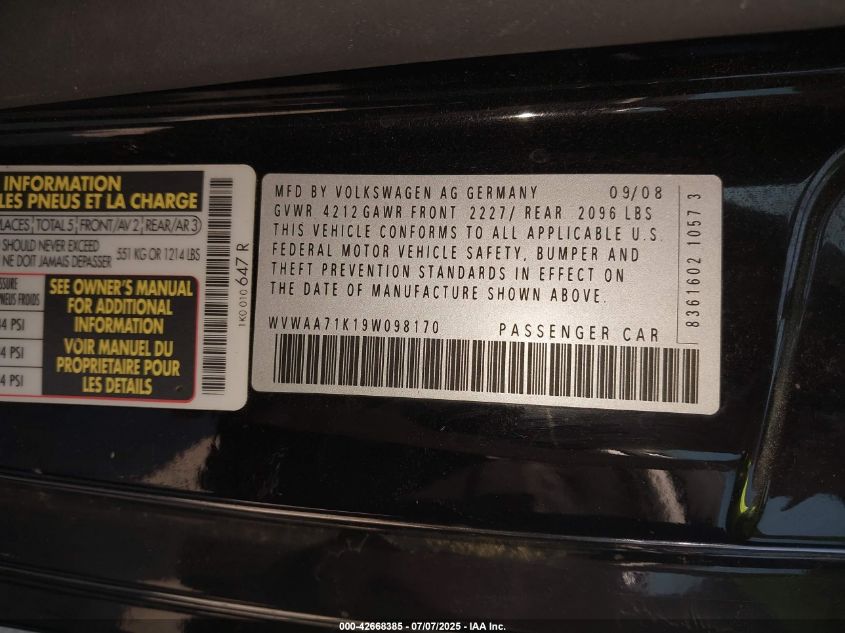 INFORMATION
LES PNEUS ET LA CHARGE
PLACES TOTAL 5 FRONT/AV 2 REAR/AR 3
SHOULD NEVER EXCEED
NE DOIT JAMAIS DEPASSER
551 KG OR 1214 LBS
PNEUS FROIDS
PSI
4 PSI
4 PSI
SEE OWNER'S MANUAL
FOR ADDITIONAL
INFORMATION
VOIR MANUEL DU
PROPRIETAIRE POUR
LES DETAILS
1K0 010 647 R
MFD BY VOLKSWAGEN AG GERMANY 09/08
GVWR 4212 GAWR FRONT 2227/ REAR 2096 LBS
THIS VEHICLE CONFORMS TO ALL APPLICABLE U.S.
FEDERAL MOTOR VEHICLE SAFETY, BUMPER AND
THEFT PREVENTION STANDARDS IN EFFECT ON
THE DATE OF MANUFACTURE SHOWN ABOVE.
WVWAA71K19W098170 PASSENGER CAR
8361602 1057 3
000-42668385 - 07/07/2025 - IAA Inc.